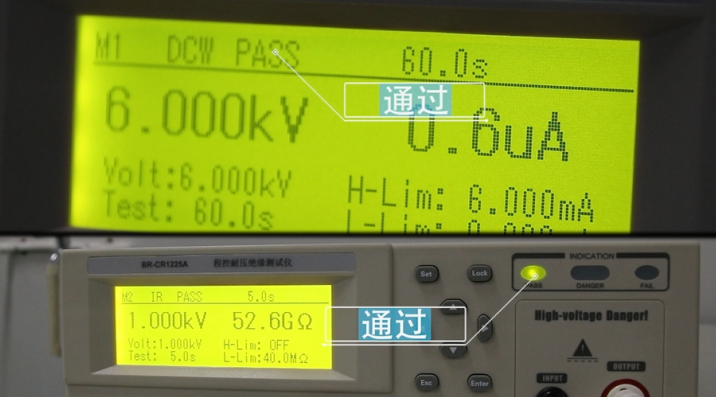 M1 DCW PASS 60.0s
通过
6.000kV 0.6uA
Volt:6.000kV H-Lim: 6.000mA
Test: 60.0s
BR-CR1225A 程控耐压绝缘测试仪
Set Lock
INDICATION
PASS DANGER FAIL
M2 IR PASS 5.0s
通过
1.000kV 52.6GΩ
Volt:1.000kV H-Lim: OFF
Test: 5.0s L-Lim:40.0MΩ
High-voltage Danger!
Esc Enter
INPUT OUTPUT